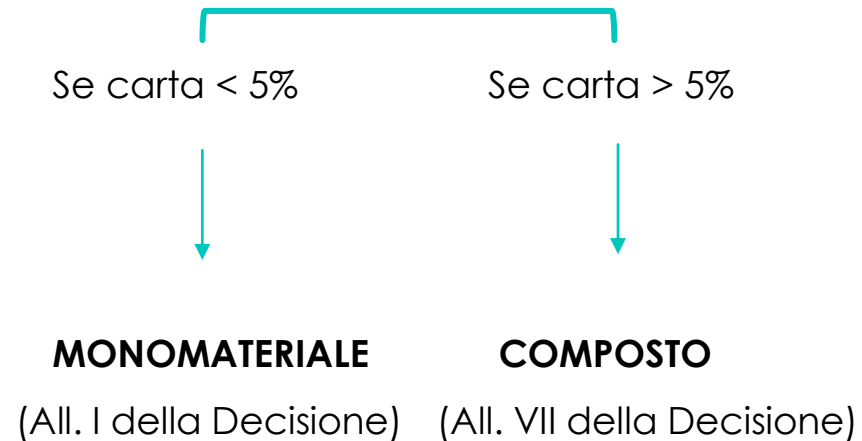 Se carta < 5% Se carta > 5%
MONOMATERIALE COMPOSTO
(All. I della Decisione) (All. VII della Decisione)